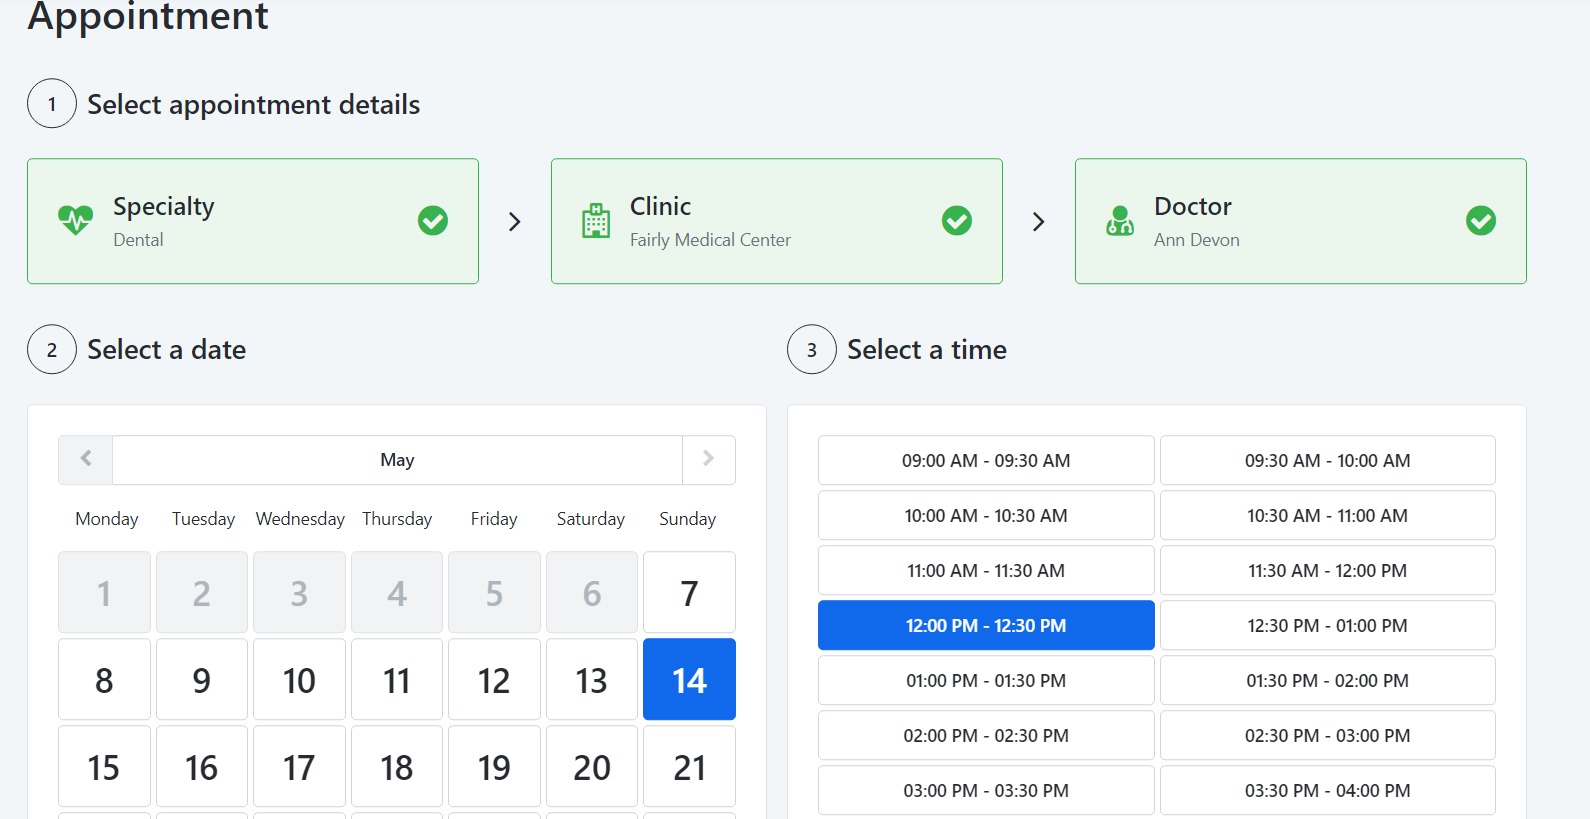 Appointment
1 Select appointment details
Specialty
Dental
Clinic
Fairly Medical Center
Doctor
Ann Devon
2 Select a date
May
Monday Tuesday Wednesday Thursday Friday Saturday Sunday
1 2 3 4 5 6 7
8 9 10 11 12 13 14
15 16 17 18 19 20 21
3 Select a time
09:00 AM - 09:30 AM 09:30 AM - 10:00 AM
10:00 AM - 10:30 AM 10:30 AM - 11:00 AM
11:00 AM - 11:30 AM 11:30 AM - 12:00 PM
12:00 PM - 12:30 PM 12:30 PM - 01:00 PM
01:00 PM - 01:30 PM 01:30 PM - 02:00 PM
02:00 PM - 02:30 PM 02:30 PM - 03:00 PM
03:00 PM - 03:30 PM 03:30 PM - 04:00 PM